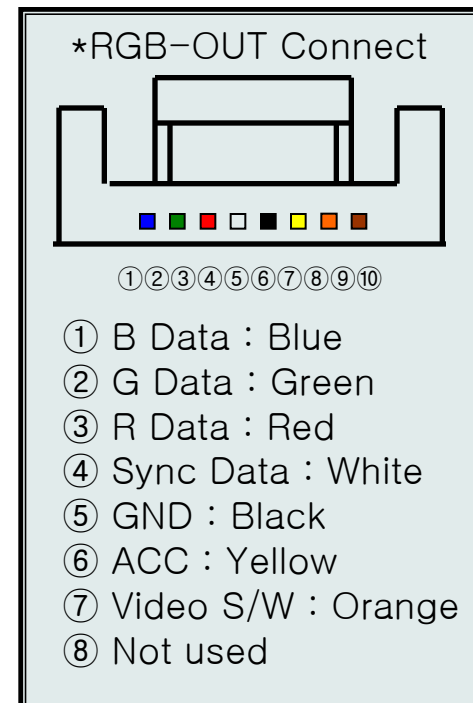 *RGB-OUT Connect
①②③④⑤⑥⑦⑧⑨⑩
① B Data : Blue
② G Data : Green
③ R Data : Red
④ Sync Data : White
⑤ GND : Black
⑥ ACC : Yellow
⑦ Video S/W : Orange
⑧ Not used